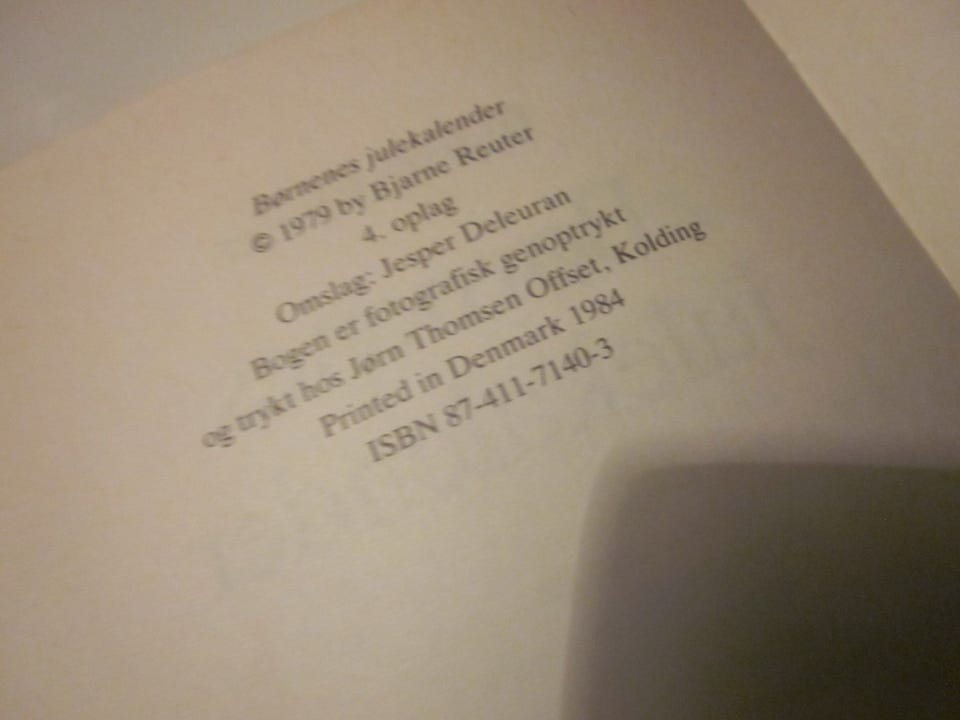 Børnenes julekalender
© 1979 by Bjarne Reuter
4. oplag
Omslag: Jesper Deleuran
Bogen er fotografisk genoptrykt
og trykt hos Jørn Thomsen Offset, Kolding
Printed in Denmark 1984
ISBN 87-411-7140-3